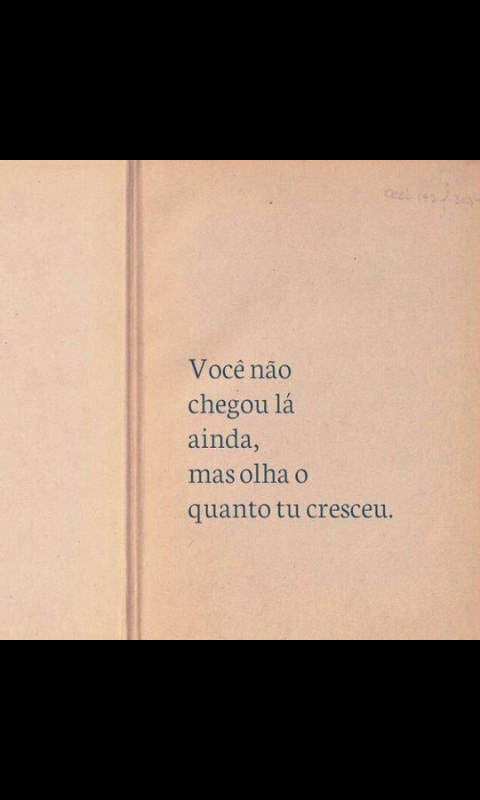 Você não
chegou lá
ainda,
mas olha o
quanto tu cresceu.